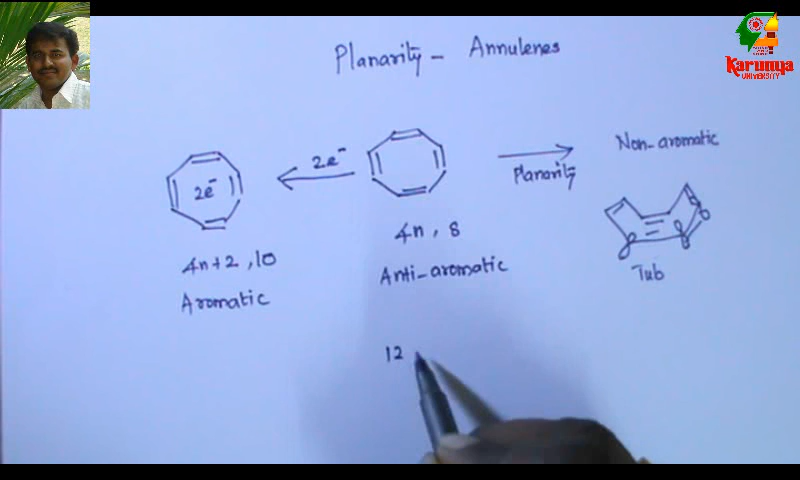 Planarity - Annulenes
Karunya
UNIVERSITY
2e⁻
2e⁻
Planarity
Non-aromatic
4n+2, 10
Aromatic
4n, 8
Anti-aromatic
Tub
12